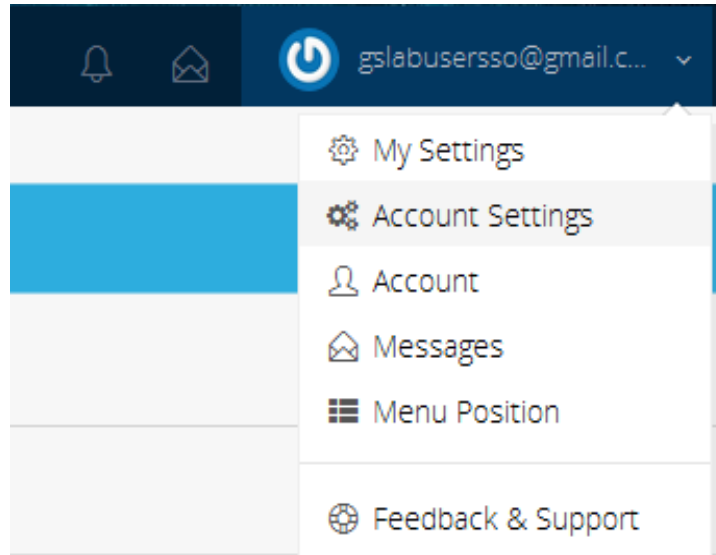 gslabusersso@gmail.c...
My Settings
Account Settings
Account
Messages
Menu Position
Feedback & Support